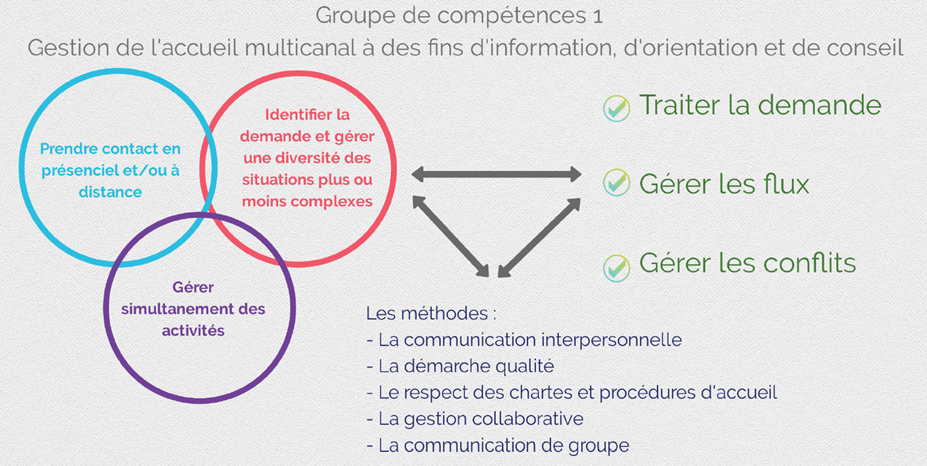 Groupe de compétences 1
Gestion de l'accueil multicanal à des fins d'information, d'orientation et de conseil
Prendre contact en
présenciel et/ou à
distance
Identifier la
demande et gérer
une diversité des
situations plus ou
moins complexes
Gérer
simultanement des
activités
Traiter la demande
Gérer les flux
Gérer les conflits
Les méthodes :
- La communication interpersonnelle
- La démarche qualité
- Le respect des chartes et procédures d'accueil
- La gestion collaborative
- La communication de groupe